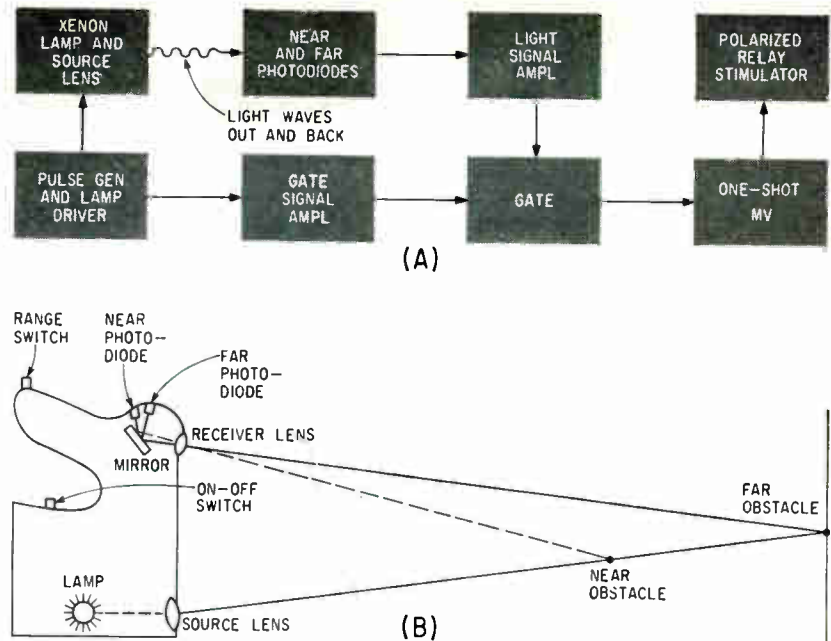 XENON
LAMP AND
SOURCE
LENS
NEAR
AND FAR
PHOTODIODES
LIGHT
SIGNAL
AMPL
POLARIZED
RELAY
STIMULATOR
LIGHT WAVES
OUT AND BACK
PULSE GEN
AND LAMP
DRIVER
GATE
SIGNAL
AMPL
GATE
ONE-SHOT
MV
(A)
RANGE
SWITCH
NEAR
PHOTO-
DIODE
FAR
PHOTO-
DIODE
RECEIVER LENS
MIRROR
ON-OFF
SWITCH
FAR
OBSTACLE
NEAR
OBSTACLE
LAMP
SOURCE LENS
(B)